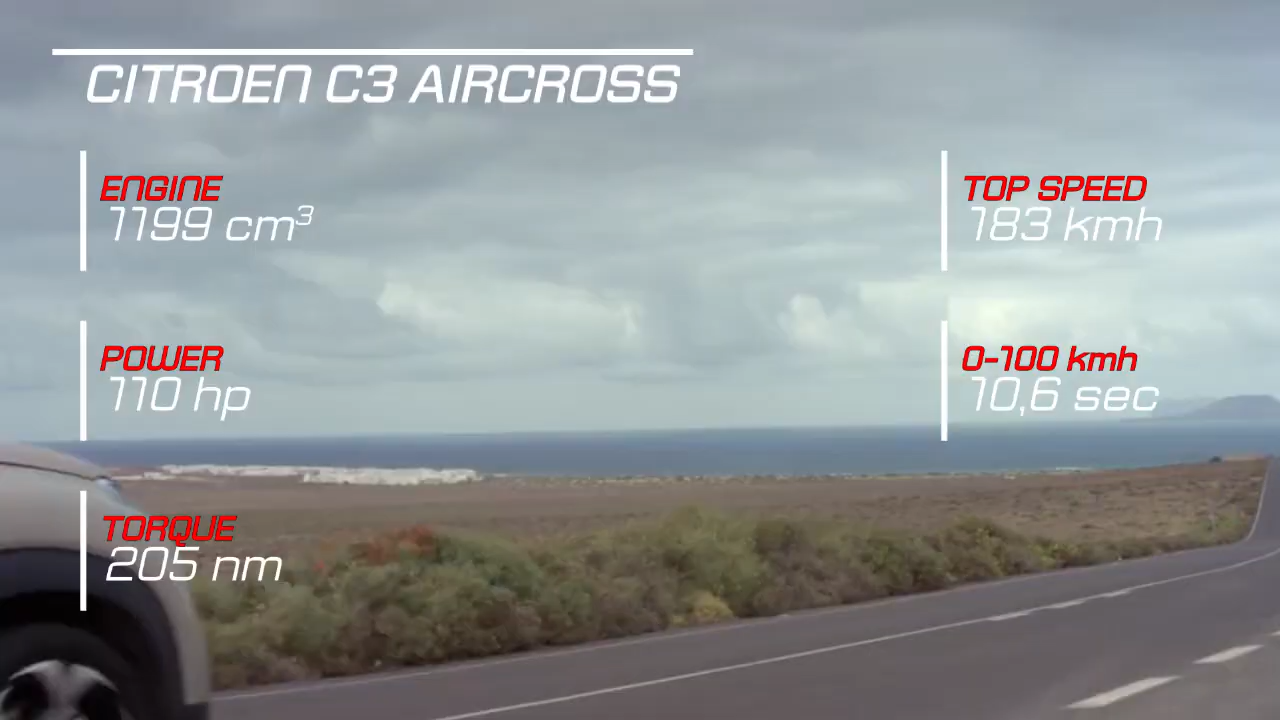 CITROEN C3 AIRCROSS
ENGINE
1199 cm³
TOP SPEED
183 kmh
POWER
110 hp
0-100 kmh
10,6 sec
TORQUE
205 nm